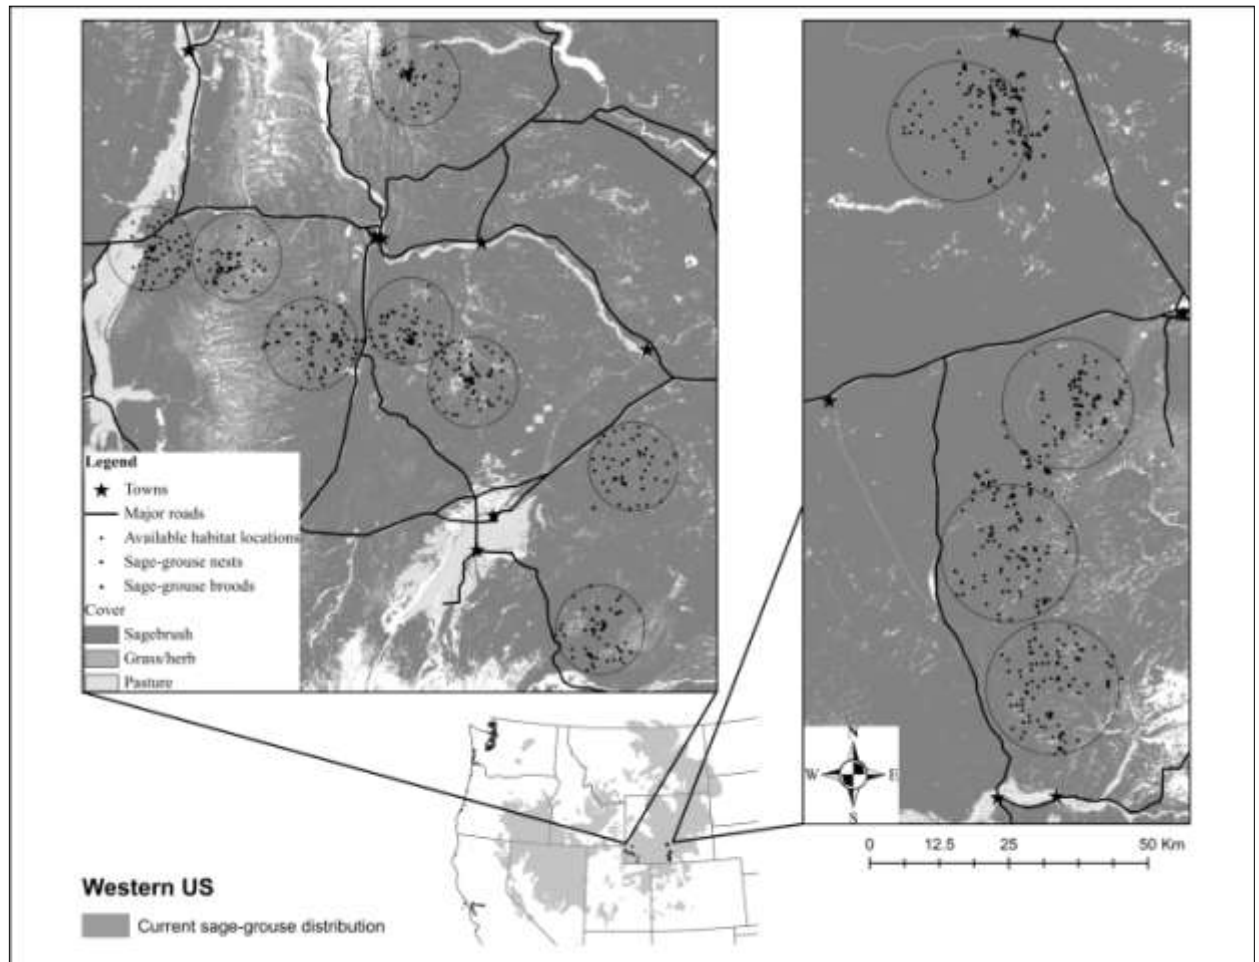 Legend
Towns
Major roads
Available habitat locations
Sage-grouse nests
Sage-grouse broods
Cover
Sagebrush
Grass/herb
Pasture
N
W E
S
0 12.5 25 50 Km
Western US
Current sage-grouse distribution